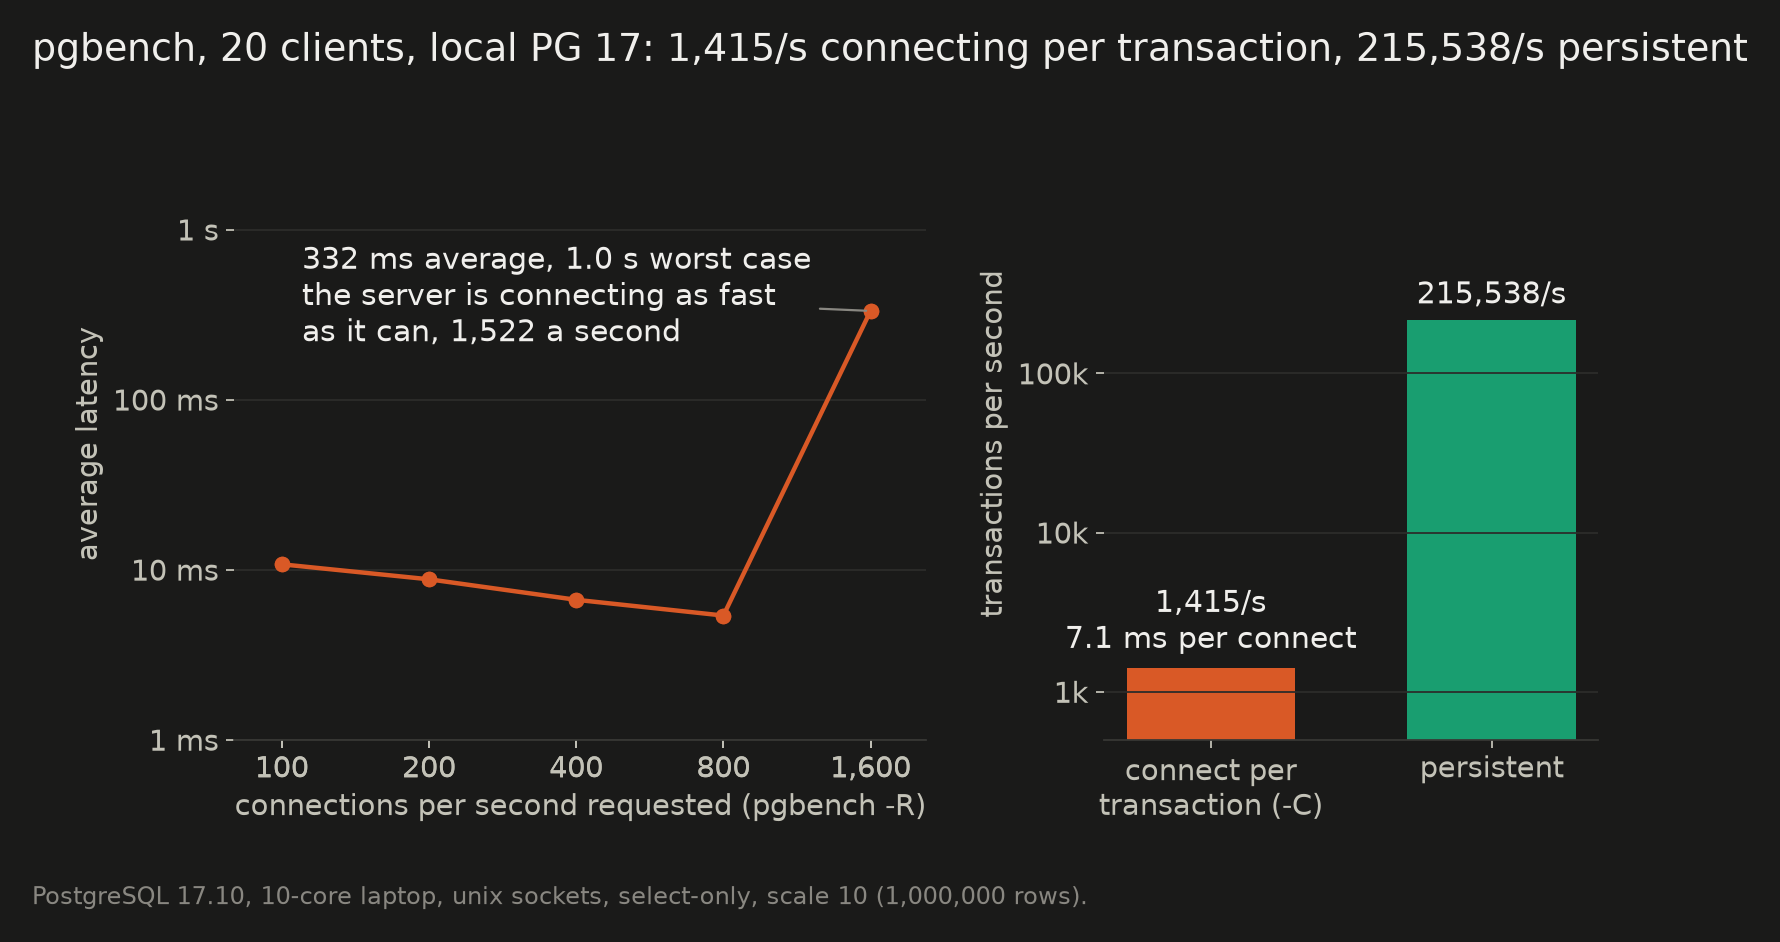 pgbench, 20 clients, local PG 17: 1,415/s connecting per transaction, 215,538/s persistent
average latency
1 s
100 ms
10 ms
1 ms
332 ms average, 1.0 s worst case
the server is connecting as fast
as it can, 1,522 a second
100
200
400
800
1,600
connections per second requested (pgbench -R)
transactions per second
100k
10k
1k
1,415/s
7.1 ms per connect
215,538/s
connect per
transaction (-C)
persistent
PostgreSQL 17.10, 10-core laptop, unix sockets, select-only, scale 10 (1,000,000 rows).